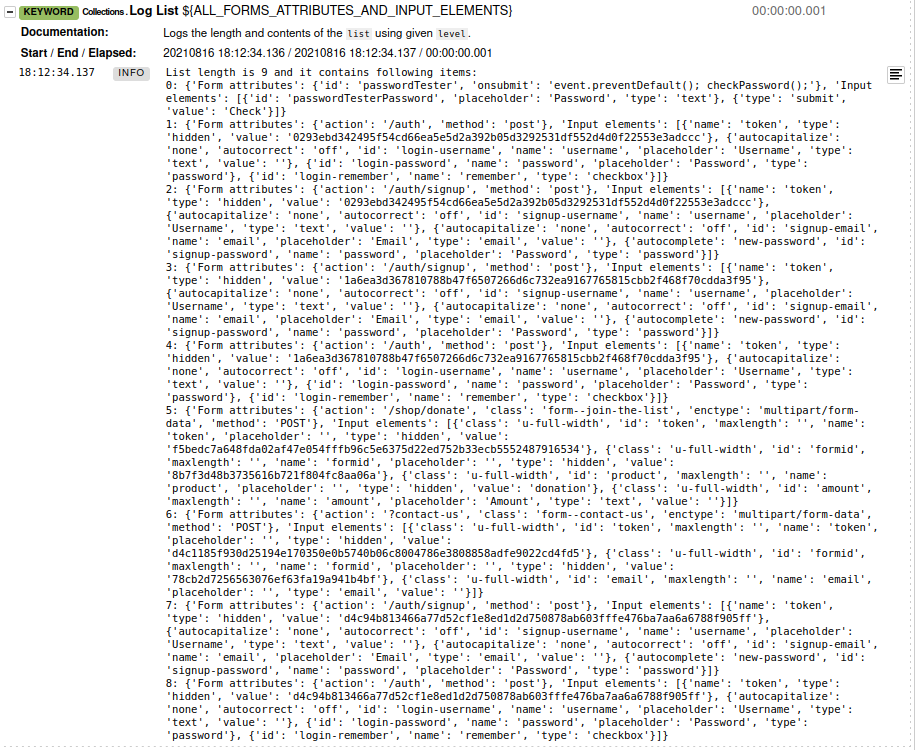 KEYWORD Collections. Log List ${ALL_FORMS_ATTRIBUTES_AND_INPUT_ELEMENTS} 00:00:00.001
Documentation: Logs the length and contents of the list using given level.
Start / End / Elapsed: 20210816 18:12:34.136 / 20210816 18:12:34.137 / 00:00:00.001
18:12:34.137 INFO List length is 9 and it contains following items:
0: {'Form attributes': {'id': 'passwordTester', 'onsubmit': 'event.preventDefault(); checkPassword();'}, 'Input
elements': [{'id': 'passwordTesterPassword', 'placeholder': 'Password', 'type': 'text'}, {'type': 'submit',
'value': 'Check'}]}
1: {'Form attributes': {'action': '/auth', 'method': 'post'}, 'Input elements': [{'name': 'token', 'type':
'hidden', 'value': '0293ebd342495f54cd66ea5e5d2a392b05d3292531df552d4d0f22553e3adccc'}, {'autocapitalize':
'none', 'autocorrect': 'off', 'id': 'login-username', 'name': 'username', 'placeholder': 'Username', 'type':
'text', 'value': ''}, {'id': 'login-password', 'name': 'password', 'placeholder': 'Password', 'type':
'password'}, {'id': 'login-remember', 'name': 'remember', 'type': 'checkbox'}]}
2: {'Form attributes': {'action': '/auth/signup', 'method': 'post'}, 'Input elements': [{'name': 'token',
'type': 'hidden', 'value': '0293ebd342495f54cd66ea5e5d2a392b05d3292531df552d4d0f22553e3adccc'},
{'autocapitalize': 'none', 'autocorrect': 'off', 'id': 'signup-username', 'name': 'username', 'placeholder':
'Username', 'type': 'text', 'value': ''}, {'autocapitalize': 'none', 'autocorrect': 'off', 'id': 'signup-email',
'name': 'email', 'placeholder': 'Email', 'type': 'email', 'value': ''}, {'autocomplete': 'new-password', 'id':
'signup-password', 'name': 'password', 'placeholder': 'Password', 'type': 'password'}]}
3: {'Form attributes': {'action': '/auth/signup', 'method': 'post'}, 'Input elements': [{'name': 'token',
'type': 'hidden', 'value': '1a6ea3d367810788b47f6507266d6c732ea9167765815cbb2f468f70cdda3f95'},
{'autocapitalize': 'none', 'autocorrect': 'off', 'id': 'signup-username', 'name': 'username', 'placeholder':
'Username', 'type': 'text', 'value': ''}, {'autocapitalize': 'none', 'autocorrect': 'off', 'id': 'signup-email',
'name': 'email', 'placeholder': 'Email', 'type': 'email', 'value': ''}, {'autocomplete': 'new-password', 'id':
'signup-password', 'name': 'password', 'placeholder': 'Password', 'type': 'password'}]}
4: {'Form attributes': {'action': '/auth', 'method': 'post'}, 'Input elements': [{'name': 'token', 'type':
'hidden', 'value': '1a6ea3d367810788b47f6507266d6c732ea9167765815cbb2f468f70cdda3f95'}, {'autocapitalize':
'none', 'autocorrect': 'off', 'id': 'login-username', 'name': 'username', 'placeholder': 'Username', 'type':
'text', 'value': ''}, {'id': 'login-password', 'name': 'password', 'placeholder': 'Password', 'type':
'password'}, {'id': 'login-remember', 'name': 'remember', 'type': 'checkbox'}]}
5: {'Form attributes': {'action': '/shop/donate', 'class': 'form--join-the-list', 'enctype': 'multipart/form-
data', 'method': 'POST'}, 'Input elements': [{'class': 'u-full-width', 'id': 'token', 'maxlength': '', 'name':
'token', 'placeholder': '', 'type': 'hidden', 'value':
'f5bedc7a648fda02af47e054fffb96c5e6375d22ed752b33ecb5552487916534'}, {'class': 'u-full-width', 'id': 'formid',
'maxlength': '', 'name': 'formid', 'placeholder': '', 'type': 'hidden', 'value':
'8b7f3d48b3735616b721f804fc8aa06a'}, {'class': 'u-full-width', 'id': 'product', 'maxlength': '', 'name':
'product', 'placeholder': '', 'type': 'hidden', 'value': 'donation'}, {'class': 'u-full-width', 'id': 'amount',
'maxlength': '', 'name': 'amount', 'placeholder': 'Amount', 'type': 'text', 'value': ''}]}
6: {'Form attributes': {'action': '?contact-us', 'class': 'form--contact-us', 'enctype': 'multipart/form-data',
'method': 'POST'}, 'Input elements': [{'class': 'u-full-width', 'id': 'token', 'maxlength': '', 'name': 'token',
'placeholder': '', 'type': 'hidden', 'value':
'd4c1185f930d25194e170350e0b5740b06c8004786e3808858adfe9022cd4fd5'}, {'class': 'u-full-width', 'id': 'formid',
'maxlength': '', 'name': 'formid', 'placeholder': '', 'type': 'hidden', 'value':
'78cb2d7256563076ef63fa19a941b4bf'}, {'class': 'u-full-width', 'id': 'email', 'maxlength': '', 'name': 'email',
'placeholder': '', 'type': 'email', 'value': ''}]}
7: {'Form attributes': {'action': '/auth/signup', 'method': 'post'}, 'Input elements': [{'name': 'token',
'type': 'hidden', 'value': 'd4c94b813466a77d52cf1e8ed1d2d750878ab603fffe476ba7aa6a6788f905ff'},
{'autocapitalize': 'none', 'autocorrect': 'off', 'id': 'signup-username', 'name': 'username', 'placeholder':
'Username', 'type': 'text', 'value': ''}, {'autocapitalize': 'none', 'autocorrect': 'off', 'id': 'signup-email',
'name': 'email', 'placeholder': 'Email', 'type': 'email', 'value': ''}, {'autocomplete': 'new-password', 'id':
'signup-password', 'name': 'password', 'placeholder': 'Password', 'type': 'password'}]}
8: {'Form attributes': {'action': '/auth', 'method': 'post'}, 'Input elements': [{'name': 'token', 'type':
'hidden', 'value': 'd4c94b813466a77d52cf1e8ed1d2d750878ab603fffe476ba7aa6a6788f905ff'}, {'autocapitalize':
'none', 'autocorrect': 'off', 'id': 'login-username', 'name': 'username', 'placeholder': 'Username', 'type':
'text', 'value': ''}, {'id': 'login-password', 'name': 'password', 'placeholder': 'Password', 'type':
'password'}, {'id': 'login-remember', 'name': 'remember', 'type': 'checkbox'}]}